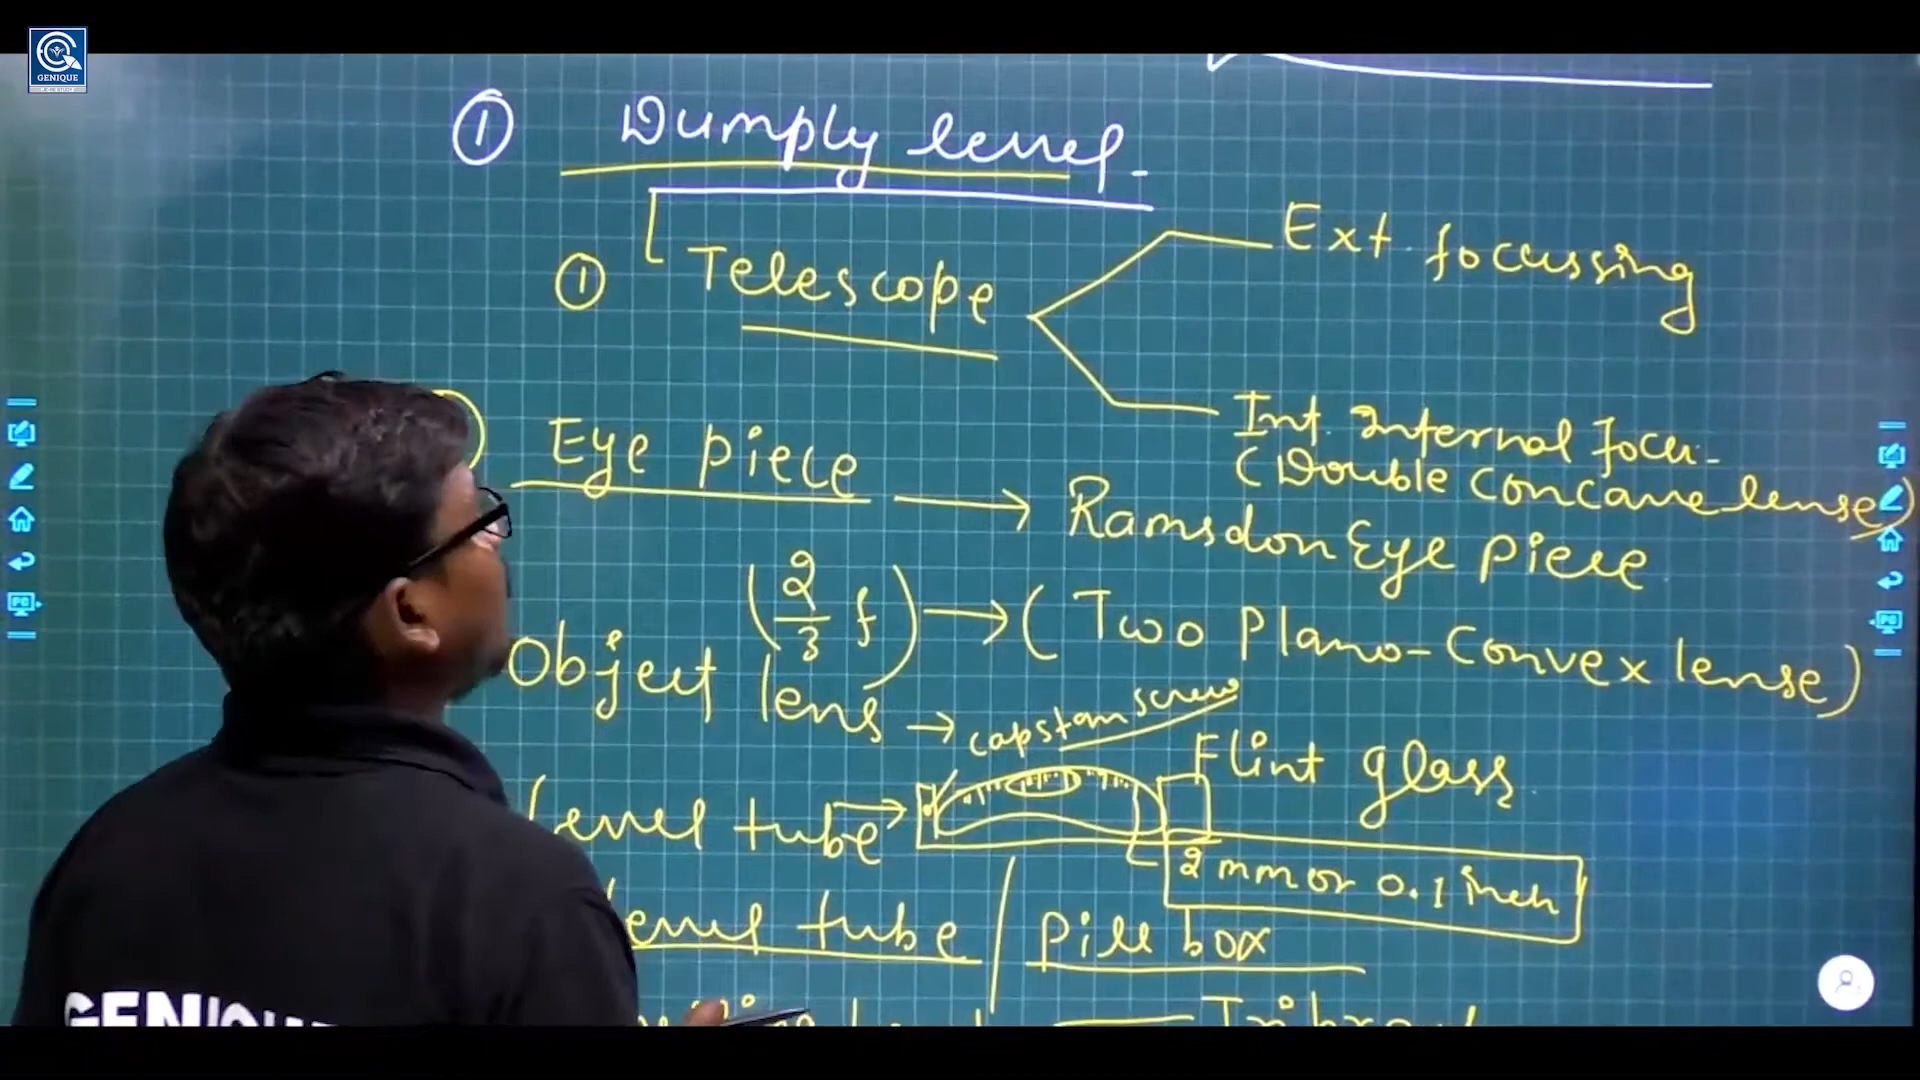 GENIQUE
① Dumply level.
① Telescope
Ext. focussing
Int. Internal focu.
(Double concave lense)
Eye piece → Ramsdon Eye piece
(2/3 f) → (Two Plano-Convex lense)
Object lens → Flint glass
capstan screw
Level tube →
2 mm or 0.1 inch
Level tube / Pill box
GENIQUE